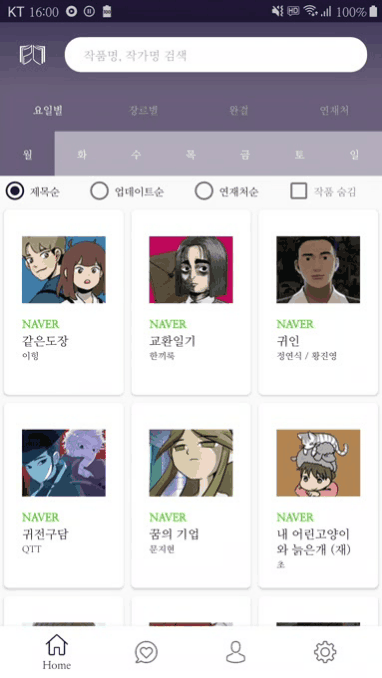 KT 16:00 100%
작품명, 작가명 검색
요일별 장르별 완결 연재처
월 화 수 목 금 토 일
제목순 업데이트순 연재처순 작품 숨김
NAVER NAVER NAVER
같은도장 교환일기 귀인
이힝 한끼룩 정연식 / 황진영
NAVER NAVER NAVER
귀전구담 꿈의 기업 내 어린고양이
와 늙은개 (재)
QTT 문지현 초
Home